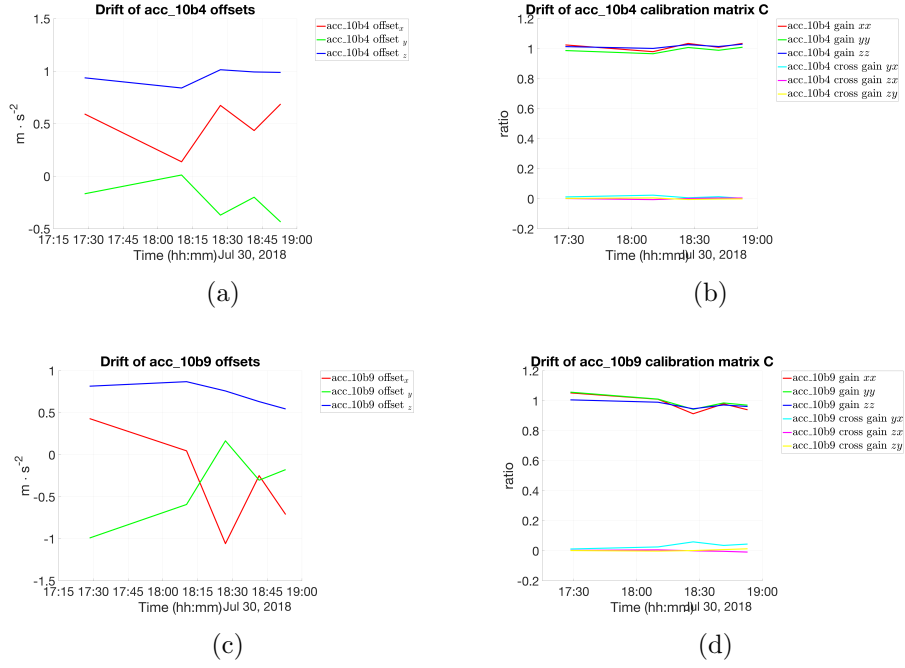 Drift of acc_10b4 offsets
1.5
1
0.5
0
-0.5
m · s⁻²
17:15 17:30 17:45 18:00 18:15 18:30 18:45 19:00
Time (hh:mm) Jul 30, 2018
acc_10b4 offset x
acc_10b4 offset y
acc_10b4 offset z
(a)
Drift of acc_10b4 calibration matrix C
1.2
1
0.8
0.6
0.4
0.2
0
-0.2
ratio
17:30 18:00 18:30 19:00
Time (hh:mm) Jul 30, 2018
acc_10b4 gain xx
acc_10b4 gain yy
acc_10b4 gain zz
acc_10b4 cross gain yx
acc_10b4 cross gain zx
acc_10b4 cross gain zy
(b)
Drift of acc_10b9 offsets
1
0.5
0
-0.5
-1
-1.5
m · s⁻²
17:15 17:30 17:45 18:00 18:15 18:30 18:45 19:00
Time (hh:mm) Jul 30, 2018
acc_10b9 offset x
acc_10b9 offset y
acc_10b9 offset z
(c)
Drift of acc_10b9 calibration matrix C
1.2
1
0.8
0.6
0.4
0.2
0
-0.2
ratio
17:30 18:00 18:30 19:00
Time (hh:mm) Jul 30, 2018
acc_10b9 gain xx
acc_10b9 gain yy
acc_10b9 gain zz
acc_10b9 cross gain yx
acc_10b9 cross gain zx
acc_10b9 cross gain zy
(d)